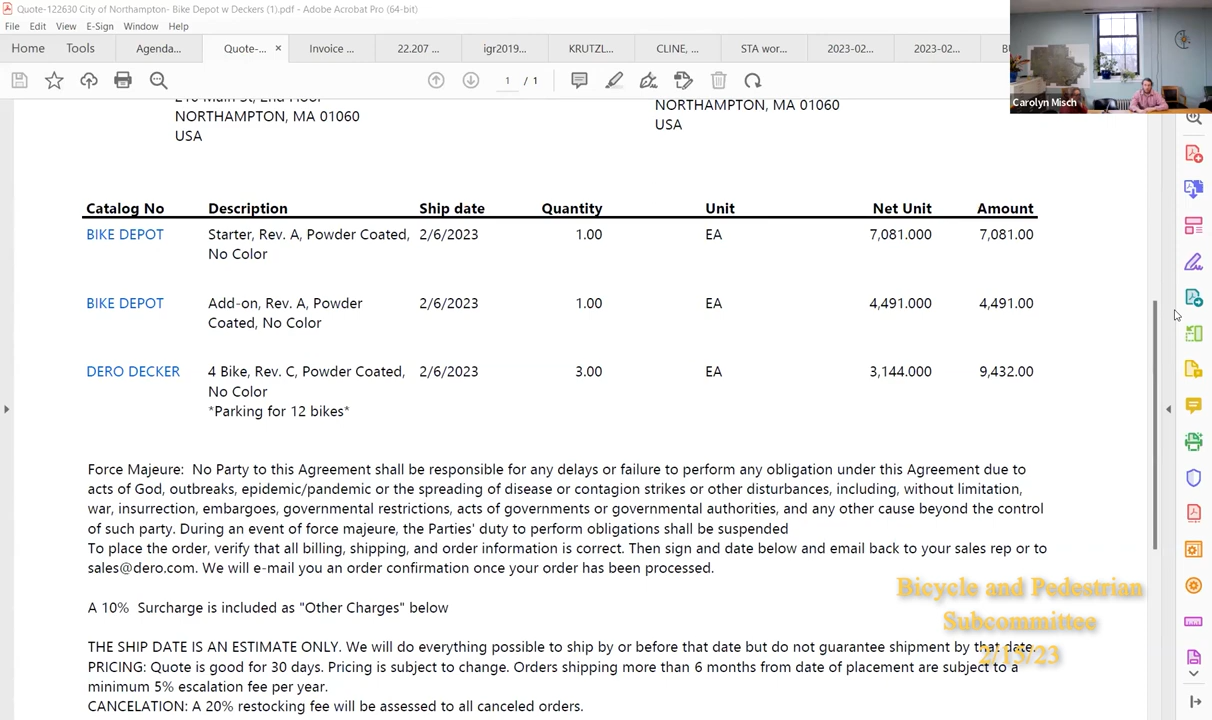 Quote-122630 City of Northampton- Bike Depot w Deckers (1).pdf - Adobe Acrobat Pro (64-bit)
File Edit View E-Sign Window Help
Home Tools Agenda... Quote-... × Invoice ... 22.207 ... igr2019... KRUTZL... CLINE, ... STA wor... 2023-02... 2023-02...
1 / 1
Carolyn Misch
NORTHAMPTON, MA 01060
USA
NORTHAMPTON, MA 01060
USA
Catalog No Description Ship date Quantity Unit Net Unit Amount
BIKE DEPOT Starter, Rev. A, Powder Coated, 2/6/2023 1.00 EA 7,081.000 7,081.00
No Color
BIKE DEPOT Add-on, Rev. A, Powder 2/6/2023 1.00 EA 4,491.000 4,491.00
Coated, No Color
DERO DECKER 4 Bike, Rev. C, Powder Coated, 2/6/2023 3.00 EA 3,144.000 9,432.00
No Color
*Parking for 12 bikes*
Force Majeure: No Party to this Agreement shall be responsible for any delays or failure to perform any obligation under this Agreement due to
acts of God, outbreaks, epidemic/pandemic or the spreading of disease or contagion strikes or other disturbances, including, without limitation,
war, insurrection, embargoes, governmental restrictions, acts of governments or governmental authorities, and any other cause beyond the control
of such party. During an event of force majeure, the Parties' duty to perform obligations shall be suspended
To place the order, verify that all billing, shipping, and order information is correct. Then sign and date below and email back to your sales rep or to
sales@dero.com. We will e-mail you an order confirmation once your order has been processed.
A 10% Surcharge is included as "Other Charges" below
THE SHIP DATE IS AN ESTIMATE ONLY. We will do everything possible to ship by or before that date but do not guarantee shipment by that date.
PRICING: Quote is good for 30 days. Pricing is subject to change. Orders shipping more than 6 months from date of placement are subject to a
minimum 5% escalation fee per year.
CANCELATION: A 20% restocking fee will be assessed to all canceled orders.
Bicycle and Pedestrian
Subcommittee
2/15/23